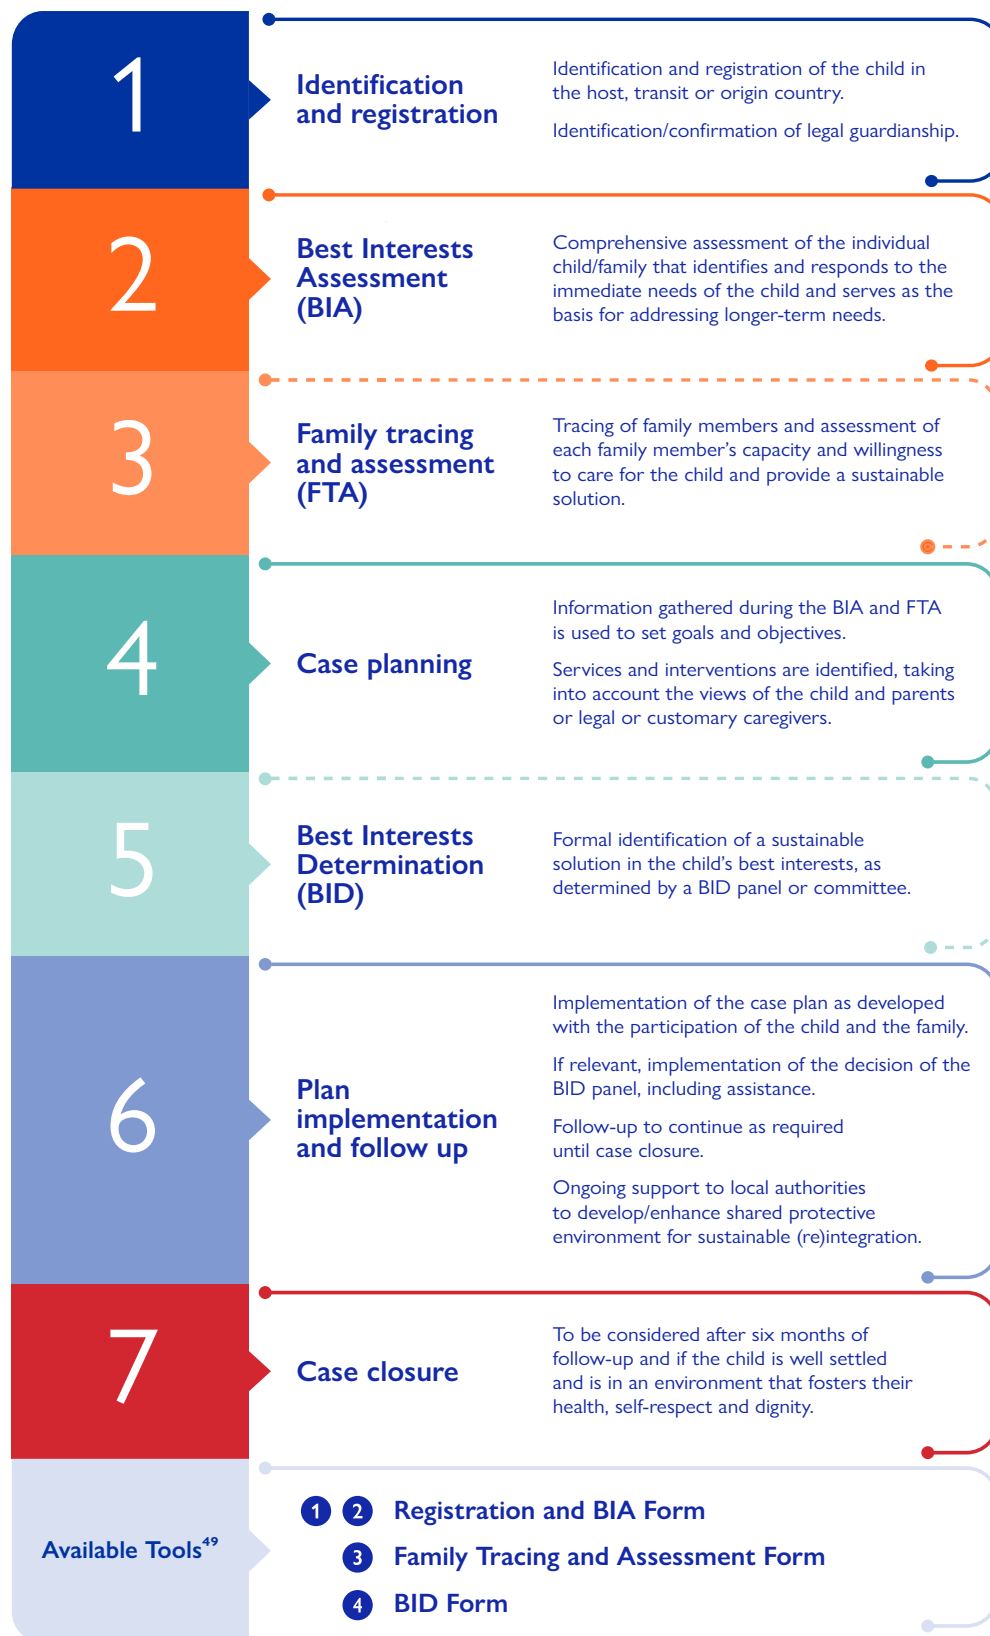 1
Identification
and registration
Identification and registration of the child in
the host, transit or origin country.
Identification/confirmation of legal guardianship.
2
Best Interests
Assessment
(BIA)
Comprehensive assessment of the individual
child/family that identifies and responds to the
immediate needs of the child and serves as the
basis for addressing longer-term needs.
3
Family tracing
and assessment
(FTA)
Tracing of family members and assessment of
each family member’s capacity and willingness
to care for the child and provide a sustainable
solution.
4
Case planning
Information gathered during the BIA and FTA
is used to set goals and objectives.
Services and interventions are identified, taking
into account the views of the child and parents
or legal or customary caregivers.
5
Best Interests
Determination
(BID)
Formal identification of a sustainable
solution in the child’s best interests, as
determined by a BID panel or committee.
6
Plan
implementation
and follow up
Implementation of the case plan as developed
with the participation of the child and the family.
If relevant, implementation of the decision of the
BID panel, including assistance.
Follow-up to continue as required
until case closure.
Ongoing support to local authorities
to develop/enhance shared protective
environment for sustainable (re)integration.
7
Case closure
To be considered after six months of
follow-up and if the child is well settled
and is in an environment that fosters their
health, self-respect and dignity.
Available Tools⁴⁹
1 2 Registration and BIA Form
3 Family Tracing and Assessment Form
4 BID Form